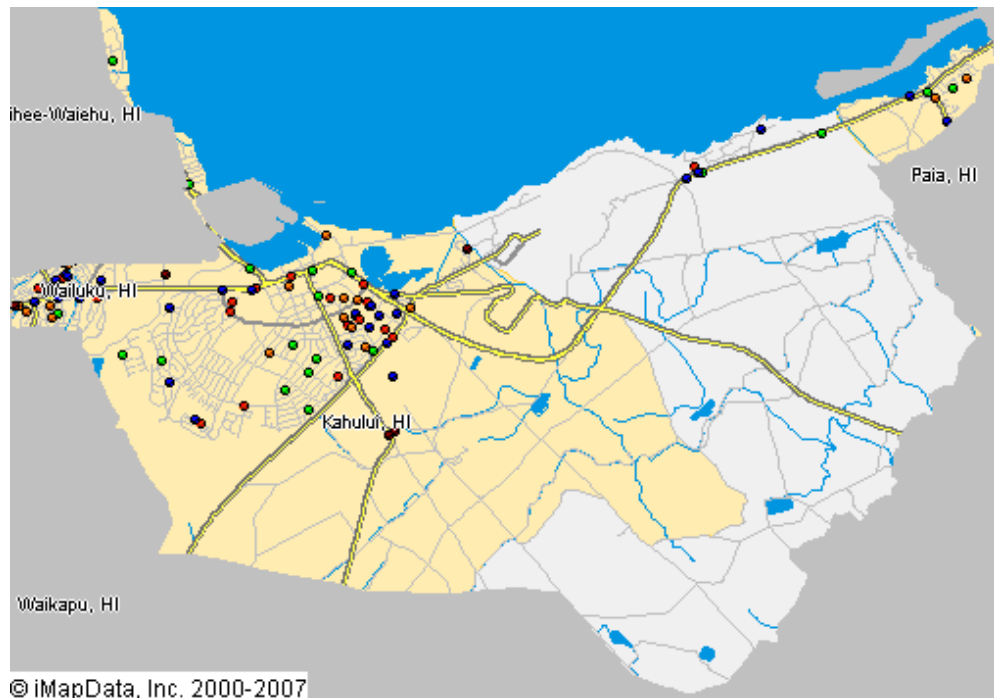 ihee-Waiehu, HI
Paia, HI
Wailuku, HI
Kahului, HI
Waikapu, HI
© iMapData, Inc. 2000-2007